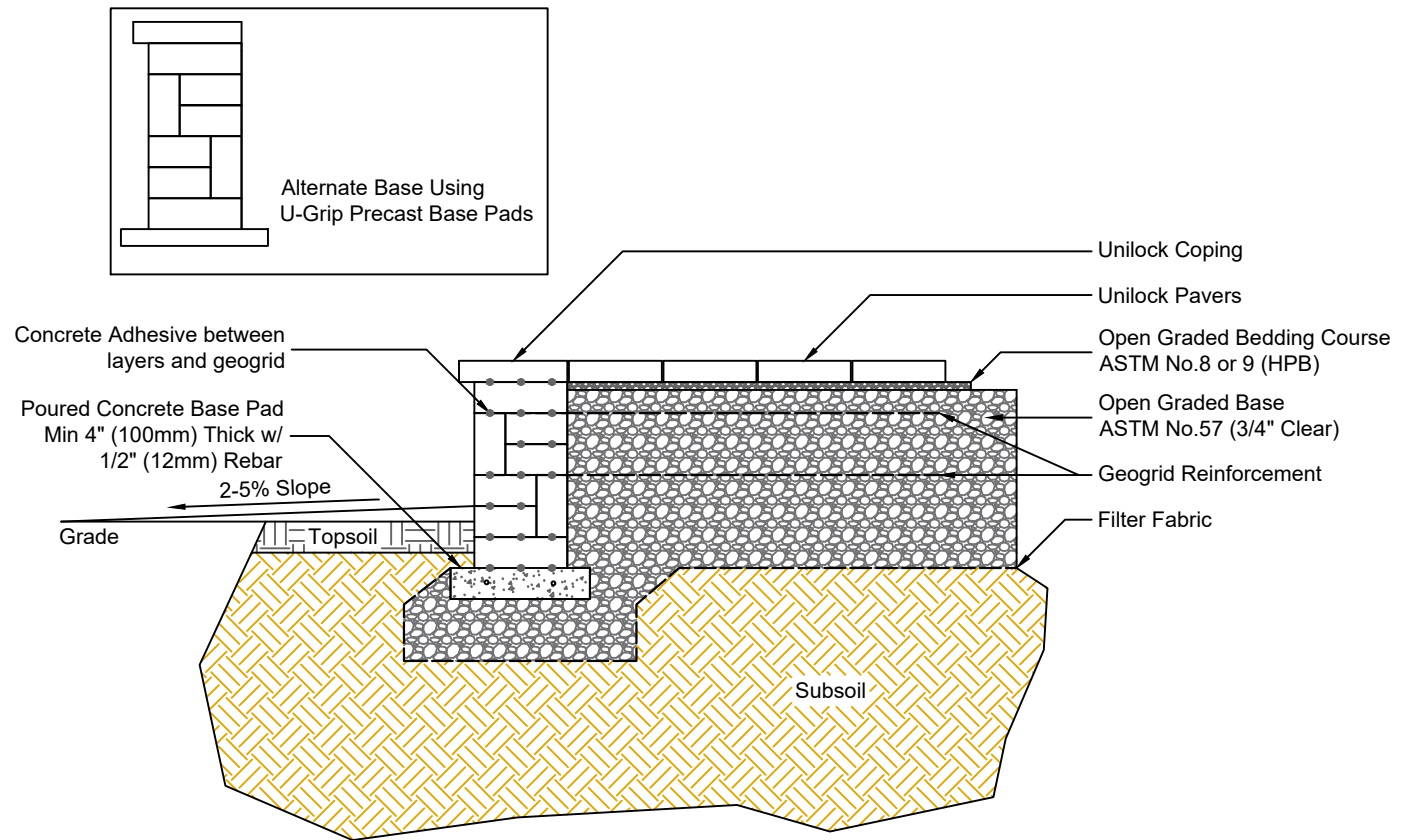 Alternate Base Using
U-Grip Precast Base Pads
Unilock Coping
Unilock Pavers
Concrete Adhesive between
layers and geogrid
Open Graded Bedding Course
ASTM No.8 or 9 (HPB)
Poured Concrete Base Pad
Min 4" (100mm) Thick w/
1/2" (12mm) Rebar
Open Graded Base
ASTM No.57 (3/4" Clear)
Geogrid Reinforcement
2-5% Slope
Filter Fabric
Grade
Topsoil
Subsoil